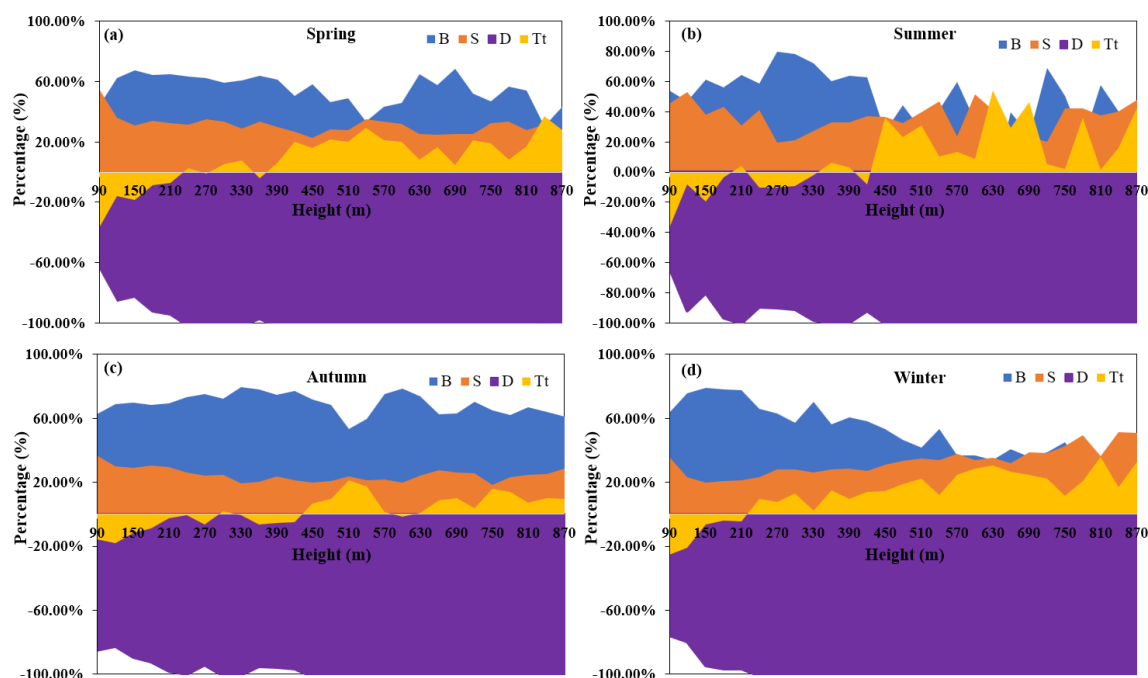 100.00%
(a)
Spring
B S D Tt
60.00%
20.00%
90 150 210 270 330 390 450 510 570 630 690 750 810 870
-20.00%
-60.00%
-100.00%
Percentage (%)
Height (m)
100.00%
(b)
Summer
B S D Tt
80.00%
60.00%
40.00%
20.00%
0.00%
90 150 210 270 330 390 450 510 570 630 690 750 810 870
-20.00%
-40.00%
-60.00%
-80.00%
-100.00%
Percentage (%)
Height (m)
100.00%
(c)
Autumn
B S D Tt
60.00%
20.00%
90 150 210 270 330 390 450 510 570 630 690 750 810 870
-20.00%
-60.00%
-100.00%
Percentage (%)
Height (m)
100.00%
(d)
Winter
B S D Tt
60.00%
20.00%
90 150 210 270 330 390 450 510 570 630 690 750 810 870
-20.00%
-60.00%
-100.00%
Percentage (%)
Height (m)